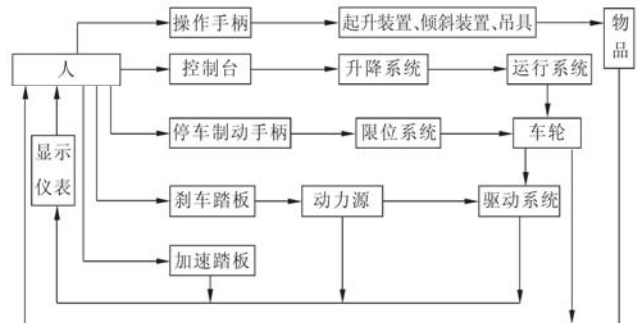 操作手柄
起升装置、倾斜装置、吊具
物
品
人
控制台
升降系统
运行系统
停车制动手柄
限位系统
车轮
显示
仪表
刹车踏板
动力源
驱动系统
加速踏板